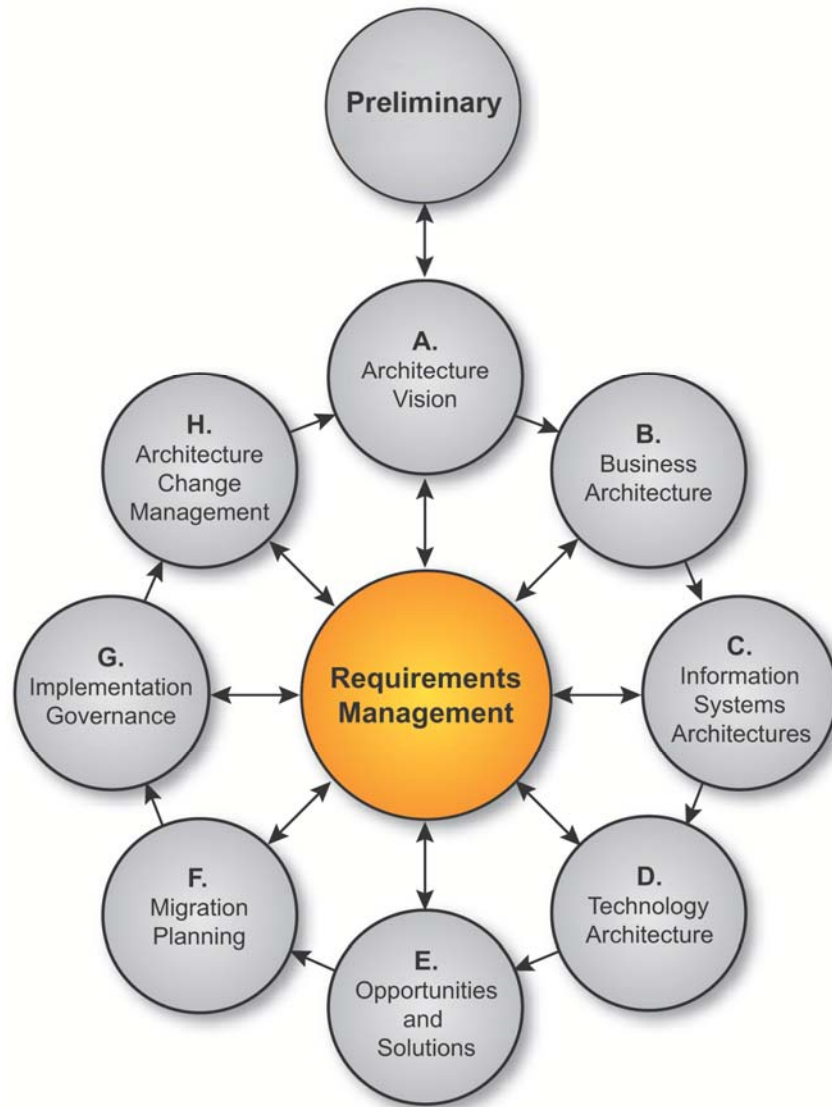 Preliminary
A.
Architecture
Vision
B.
Business
Architecture
C.
Information
Systems
Architectures
D.
Technology
Architecture
E.
Opportunities
and
Solutions
F.
Migration
Planning
G.
Implementation
Governance
H.
Architecture
Change
Management
Requirements
Management